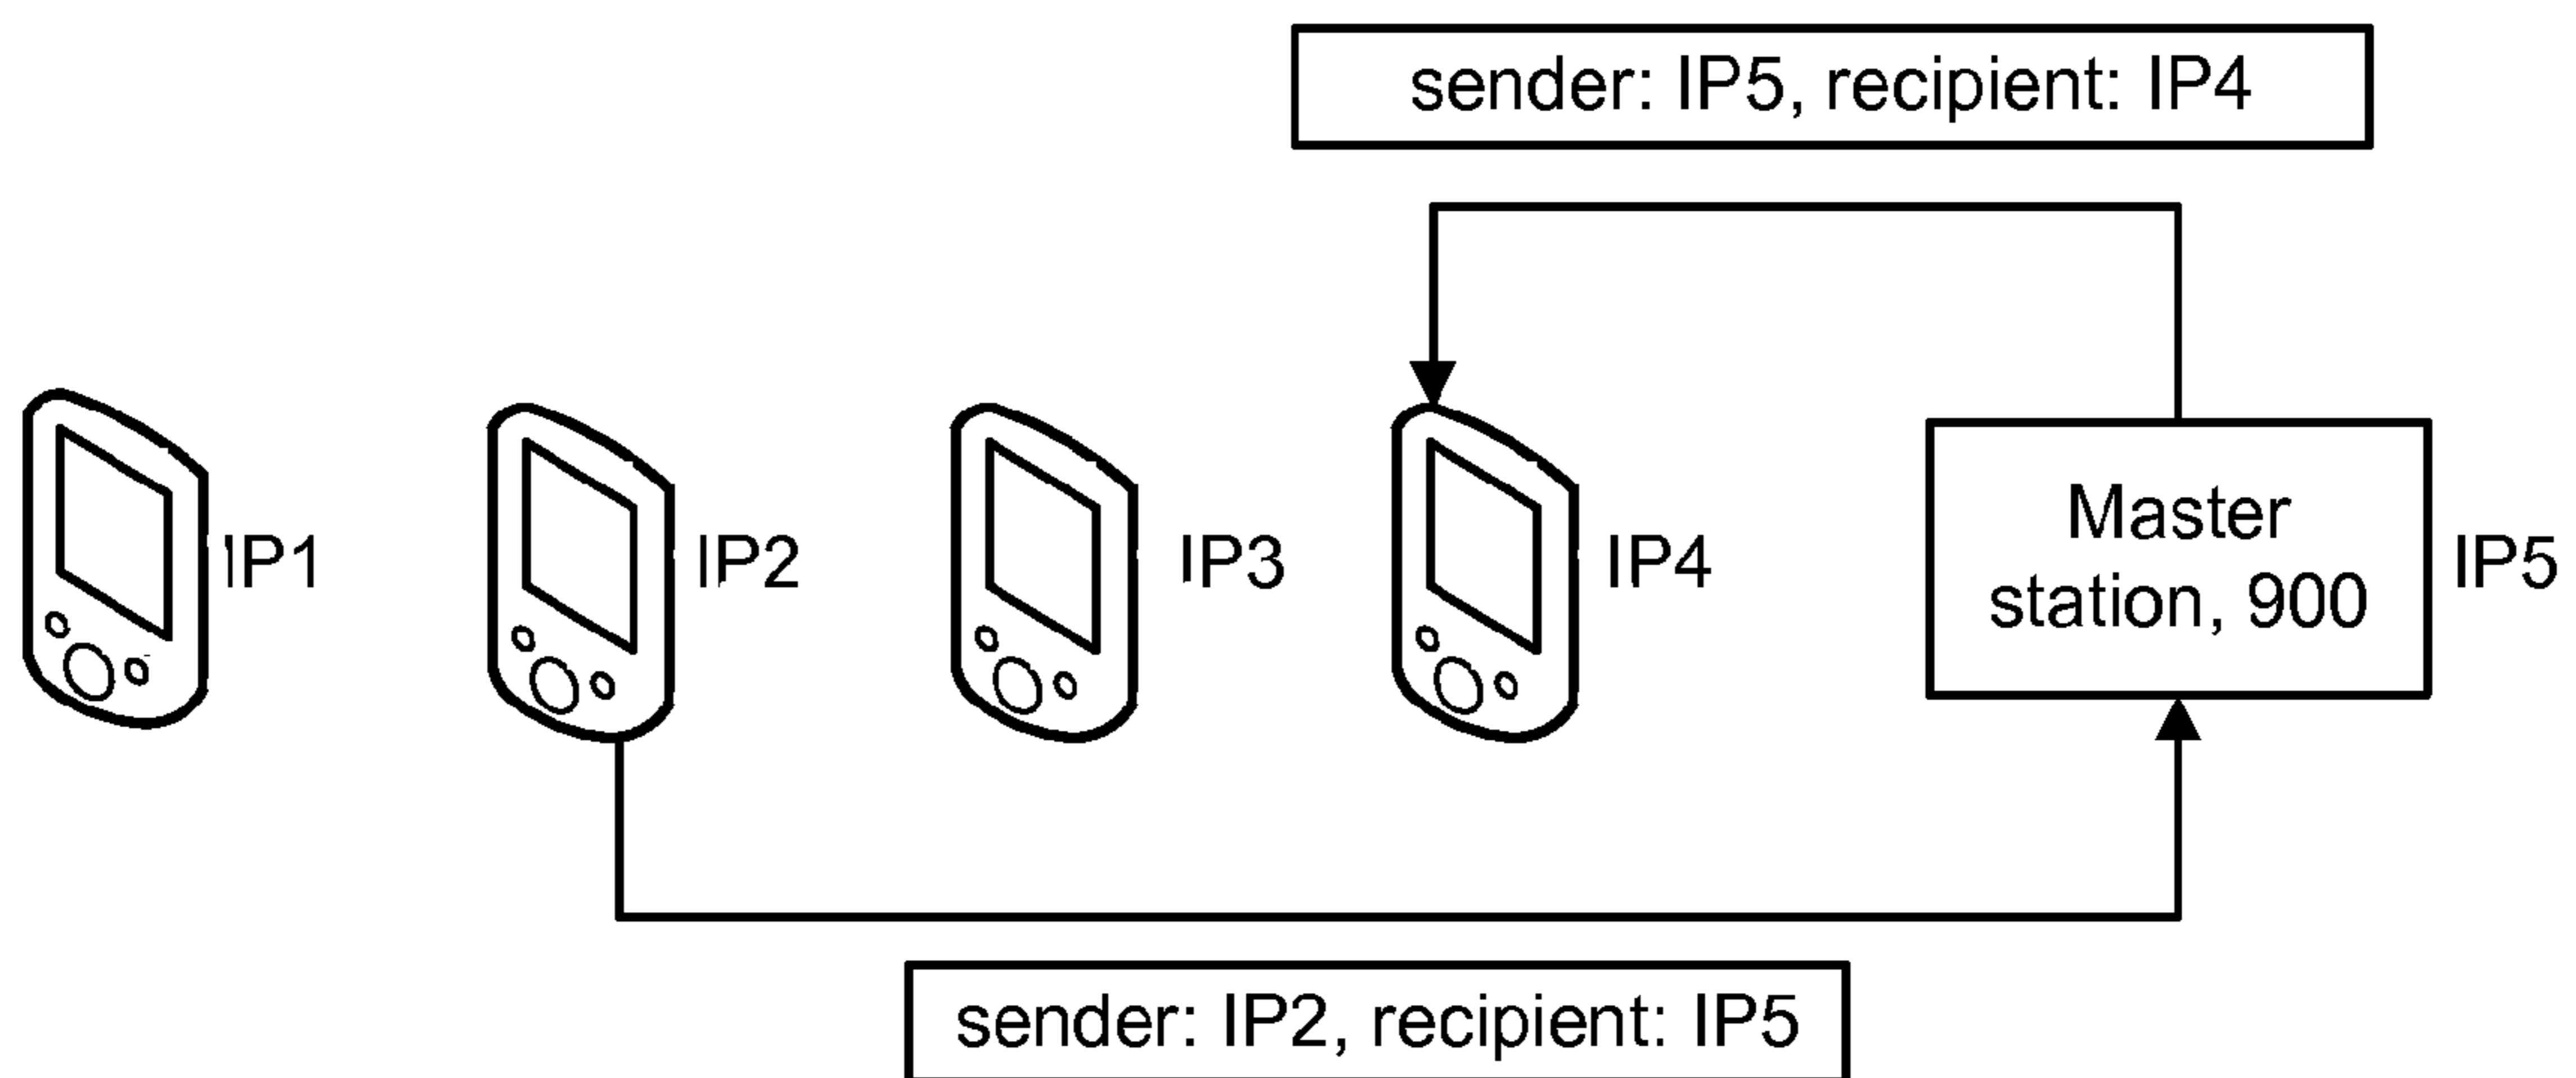 sender: IP5, recipient: IP4
IP1
IP2
IP3
IP4
Master
station, 900
IP5
sender: IP2, recipient: IP5